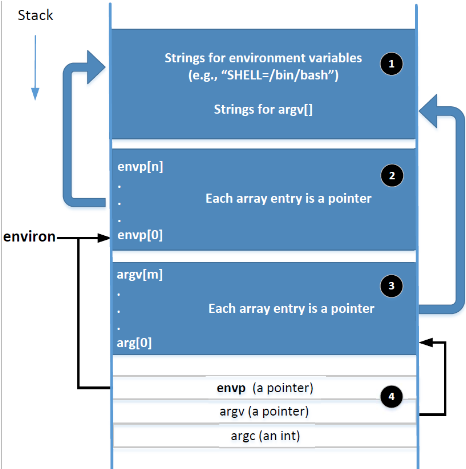 Stack
Strings for environment variables
(e.g., “SHELL=/bin/bash”)
1
Strings for argv[]
envp[n]
.
.
.
envp[0]
Each array entry is a pointer
2
environ
argv[m]
.
.
.
arg[0]
Each array entry is a pointer
3
envp (a pointer)
argv (a pointer)
4
argc (an int)